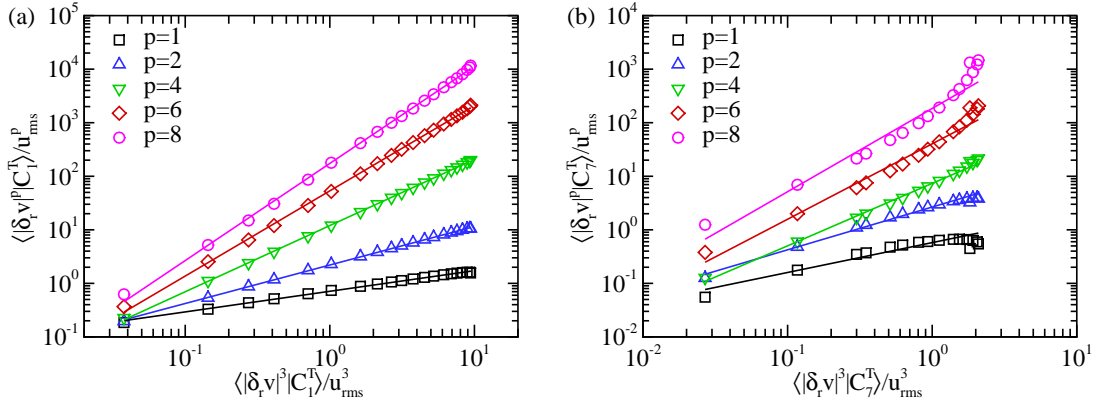 (a)
⟨|δ_r v|^p|C_1^T⟩/u_rms^p
10^5
10^4
10^3
10^2
10^1
10^0
10^-1
p=1
p=2
p=4
p=6
p=8
10^-1
10^0
10^1
⟨|δ_r v|^3|C_1^T⟩/u_rms^3
(b)
⟨|δ_r v|^p|C_7^T⟩/u_rms^p
10^4
10^3
10^2
10^1
10^0
10^-1
10^-2
p=1
p=2
p=4
p=6
p=8
10^-2
10^-1
10^0
10^1
⟨|δ_r v|^3|C_7^T⟩/u_rms^3